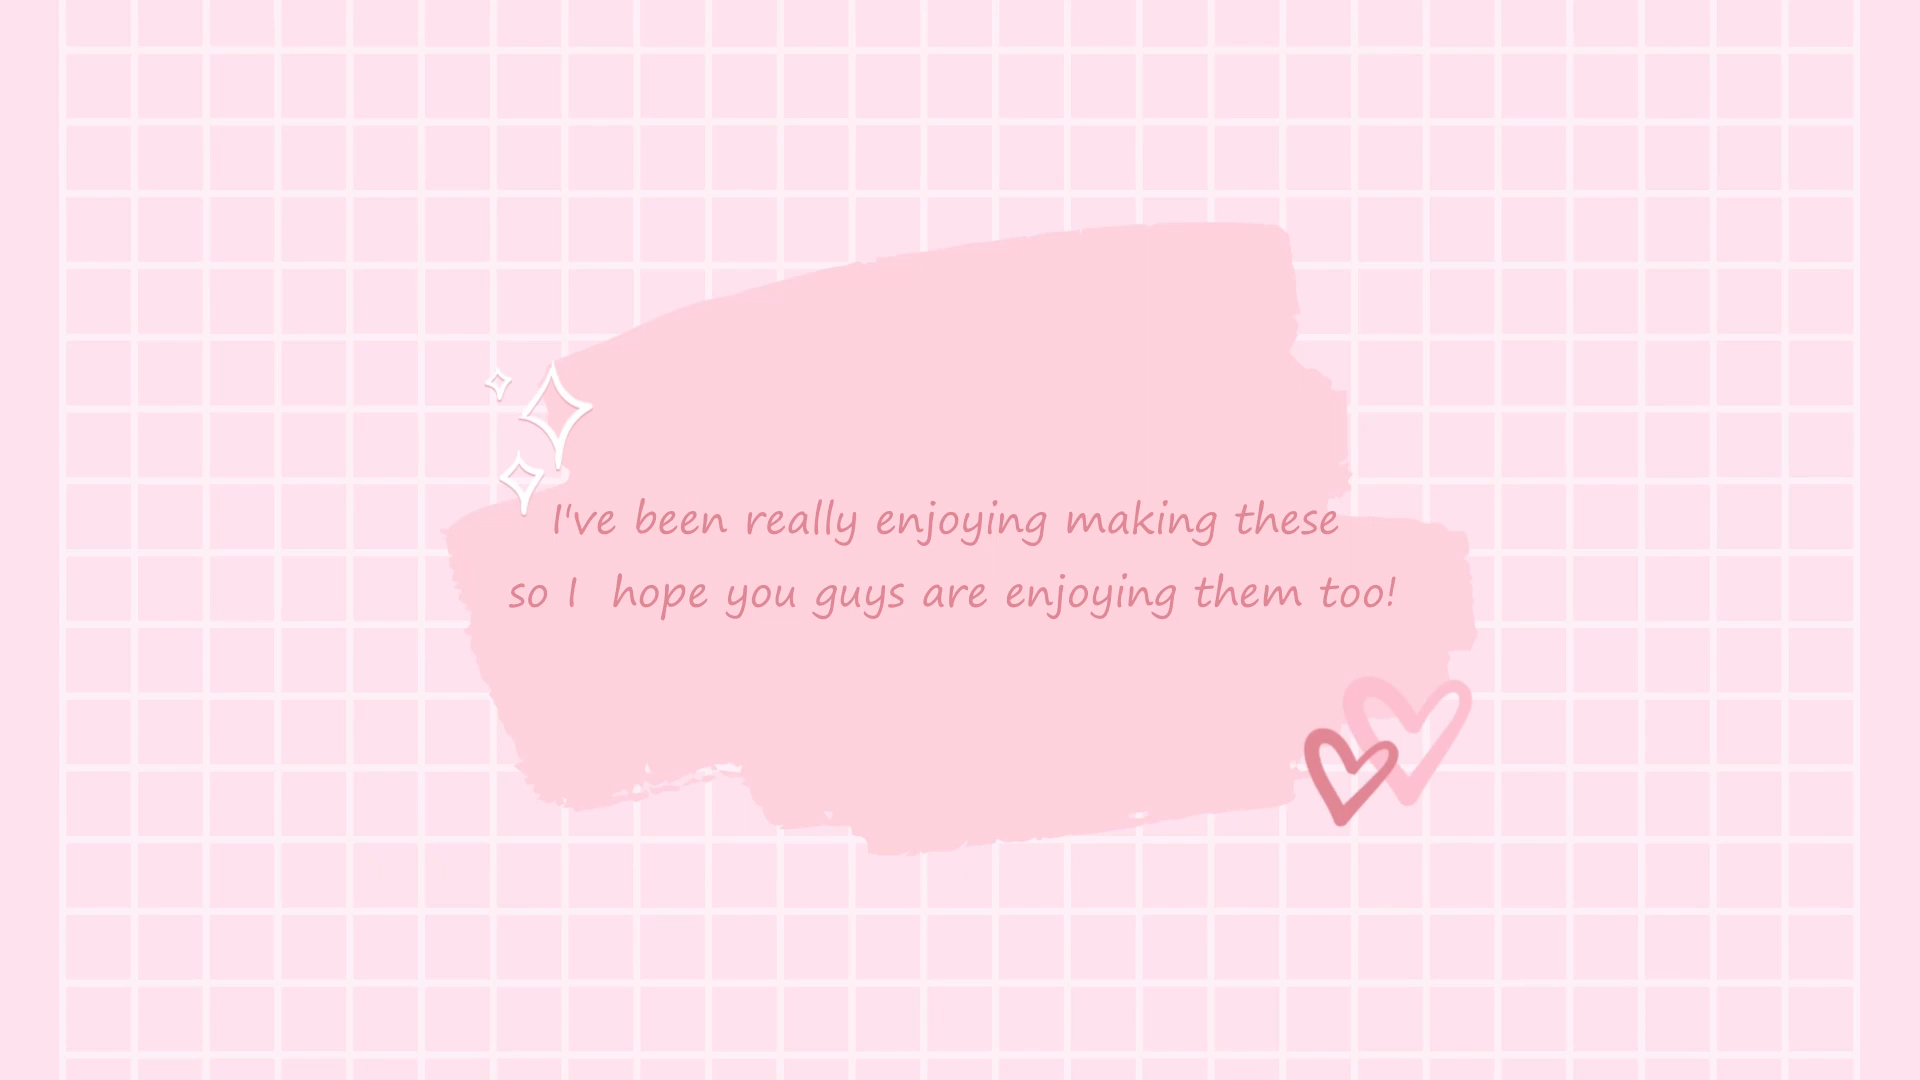 I've been really enjoying making these
so I  hope you guys are enjoying them too!